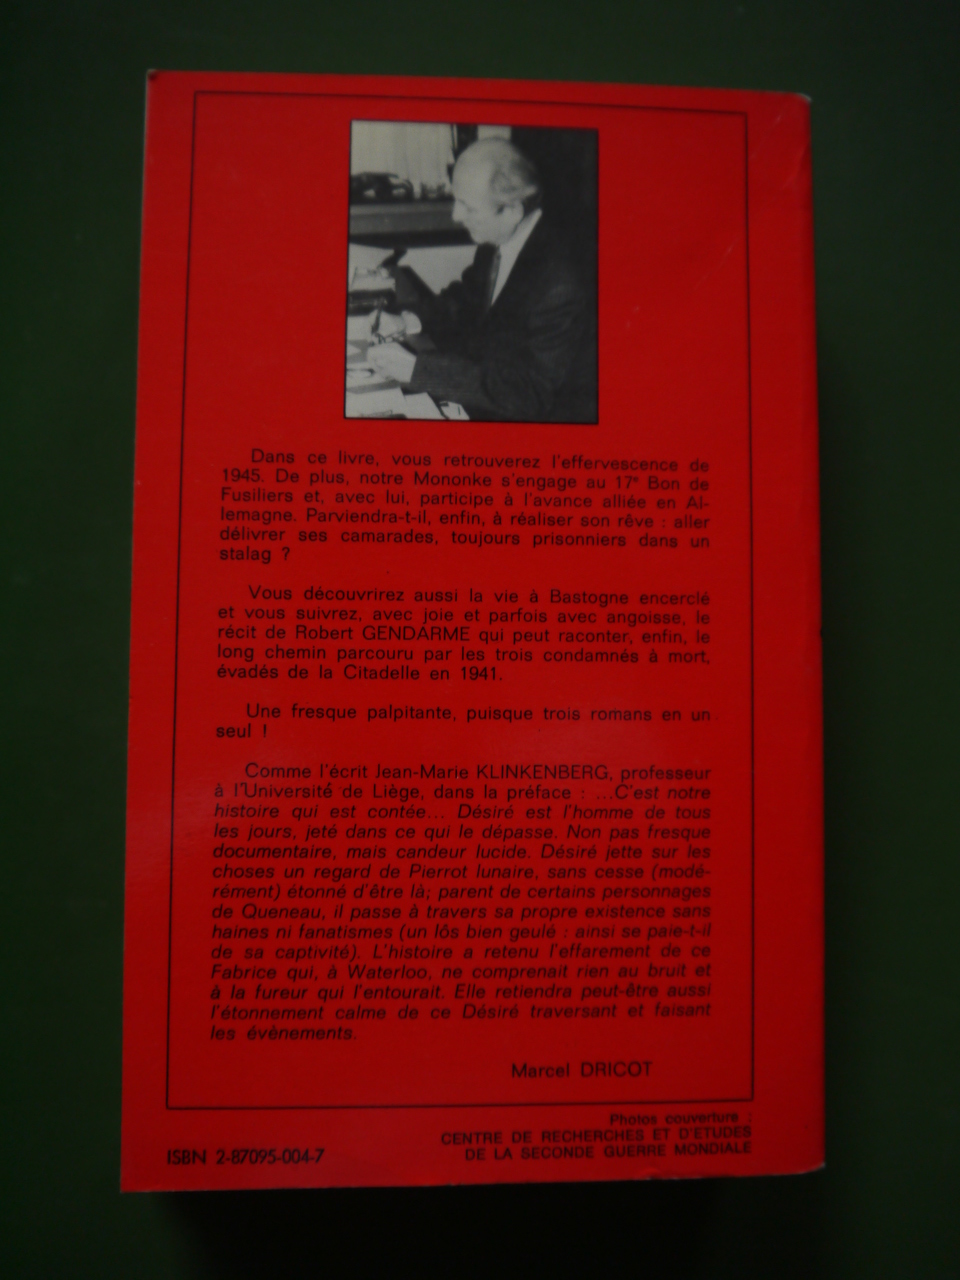 Dans ce livre, vous retrouverez l'effervescence de
1945. De plus, notre Mononke s'engage au 17e Bon de
Fusiliers et, avec lui, participe à l'avance alliée en Al-
lemagne. Parviendra-t-il, enfin, à réaliser son rêve : aller
délivrer ses camarades, toujours prisonniers dans un
stalag ?
Vous découvrirez aussi la vie à Bastogne encerclé
et vous suivrez, avec joie et parfois avec angoisse, le
récit de Robert GENDARME qui peut raconter, enfin, le
long chemin parcouru par les trois condamnés à mort,
évadés de la Citadelle en 1941.
Une fresque palpitante, puisque trois romans en un
seul !
Comme l'écrit Jean-Marie KLINKENBERG, professeur
à l'Université de Liège, dans la préface : ...C'est notre
histoire qui est contée... Désiré est l'homme de tous
les jours, jeté dans ce qui le dépasse. Non pas fresque
documentaire, mais candeur lucide. Désiré jette sur les
choses un regard de Pierrot lunaire, sans cesse (modé-
rément) étonné d'être là; parent de certains personnages
de Queneau, il passe à travers sa propre existence sans
haines ni fanatismes (un lôs bien geulé : ainsi se paie-t-il
de sa captivité). L'histoire a retenu l'effarement de ce
Fabrice qui, à Waterloo, ne comprenait rien au bruit et
à la fureur qui l'entourait. Elle retiendra peut-être aussi
l'étonnement calme de ce Désiré traversant et faisant
les évènements.
Marcel DRICOT
Photos couverture :
CENTRE DE RECHERCHES ET D'ETUDES
DE LA SECONDE GUERRE MONDIALE
ISBN 2-87095-004-7